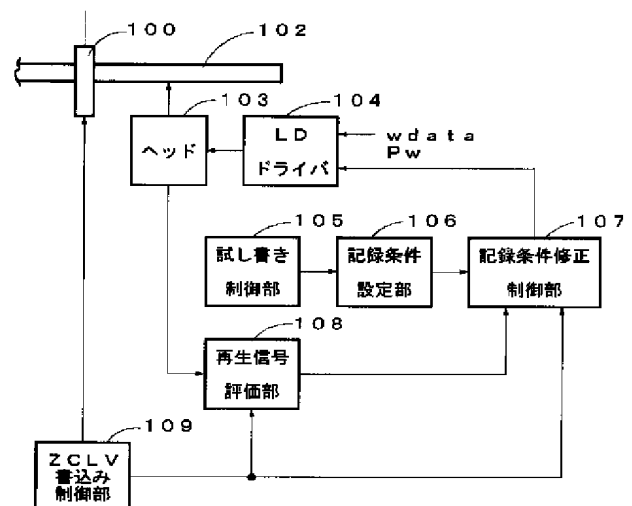 100
102
103
104
ヘッド
LD
ドライバ
wdata
Pw
105
106
107
試し書き
制御部
記録条件
設定部
記録条件修正
制御部
108
再生信号
評価部
109
ZCLV
書込み
制御部